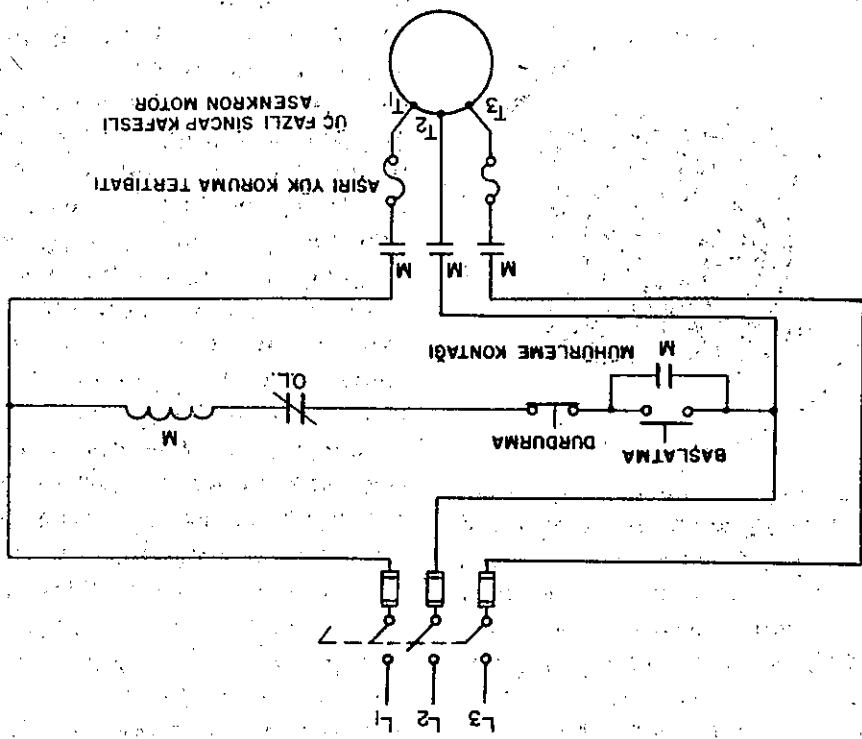 L3 L2 L1
BAŞLATMA
DURDURMA
M
O.L.
M
MÜHÜRLEME KONTAĞI
M M M
AŞIRI YÜK KORUMA TERTİBATI
T3 T2 T1
ÜÇ FAZLI SİNCAP KAFESLİ
ASENKRON MOTOR